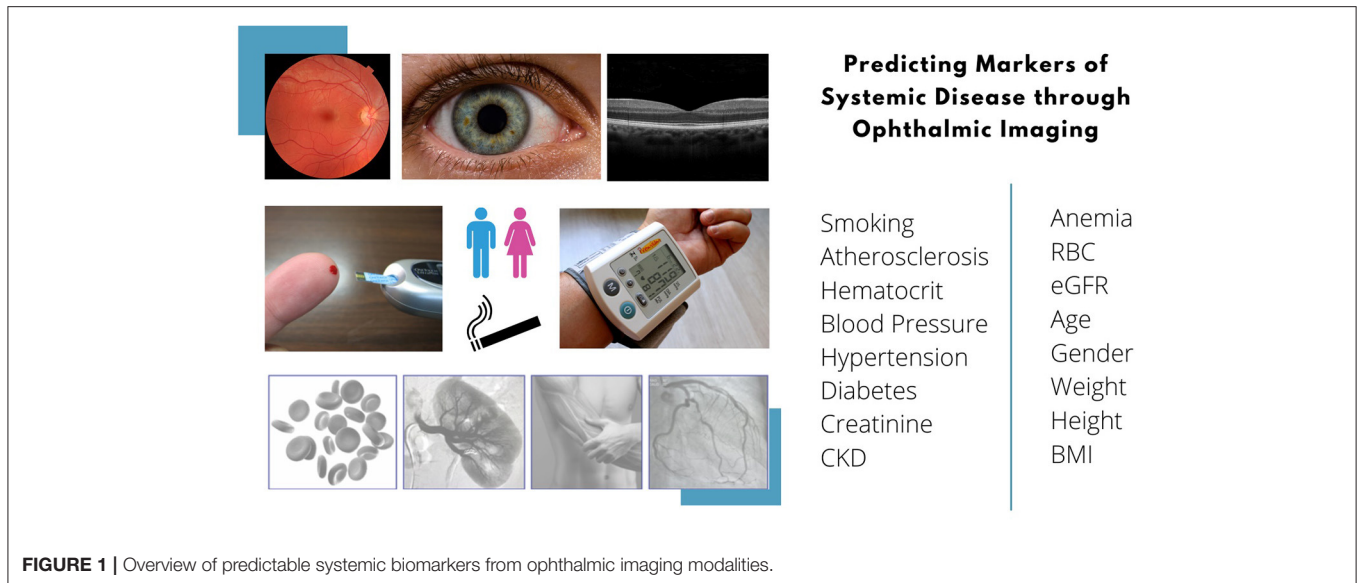 Predicting Markers of
Systemic Disease through
Ophthalmic Imaging
Smoking
Atherosclerosis
Hematocrit
Blood Pressure
Hypertension
Diabetes
Creatinine
CKD
Anemia
RBC
eGFR
Age
Gender
Weight
Height
BMI
FIGURE 1 | Overview of predictable systemic biomarkers from ophthalmic imaging modalities.